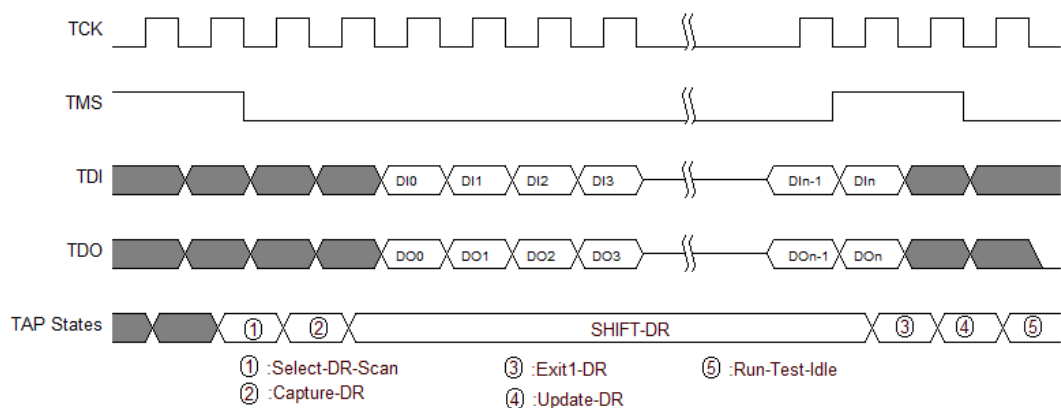 TCK
TMS
TDI DI0 DI1 DI2 DI3 DIn-1 DIn
TDO DO0 DO1 DO2 DO3 DOn-1 DOn
TAP States ① ② SHIFT-DR ③ ④ ⑤
① :Select-DR-Scan ③ :Exit1-DR ⑤ :Run-Test-Idle
② :Capture-DR ④ :Update-DR